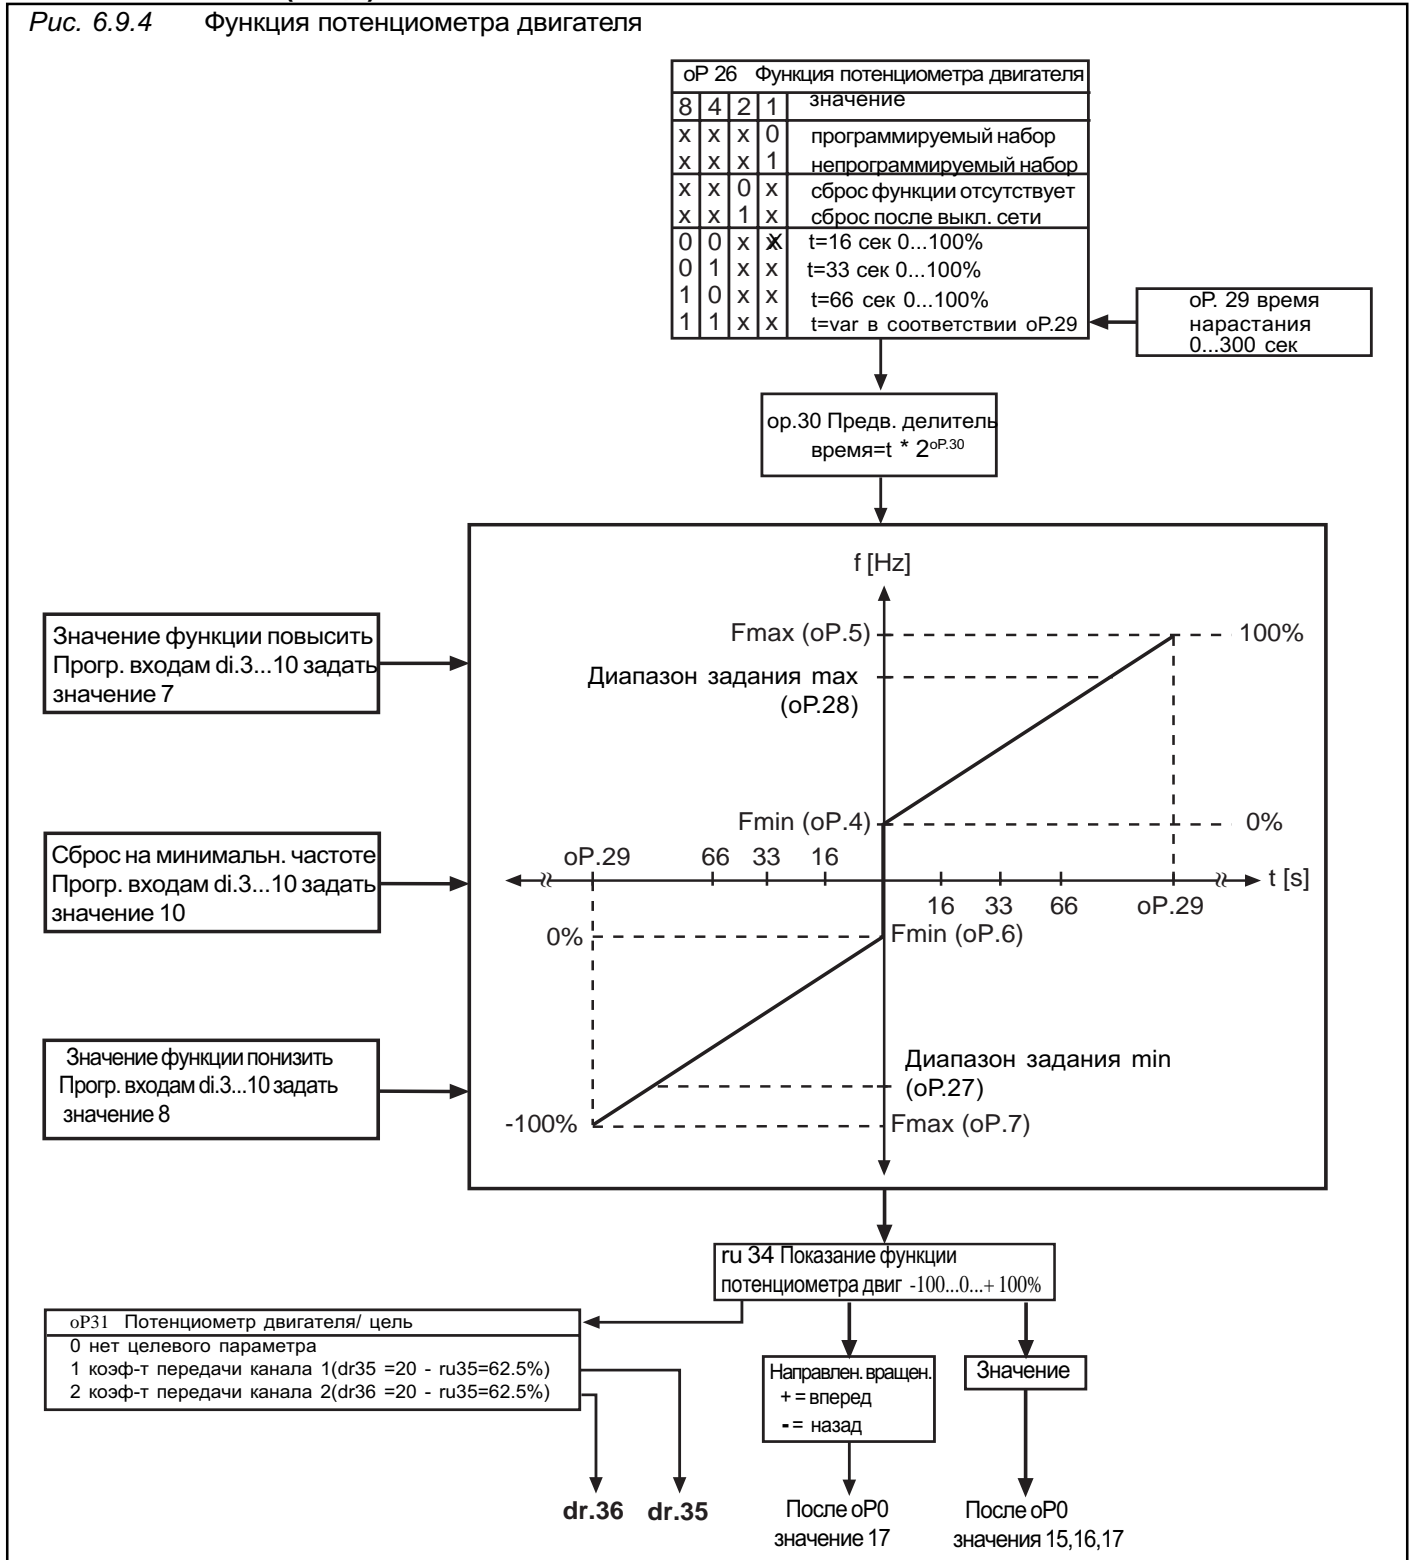 Рис. 6.9.4 Функция потенциометра двигателя
oP 26 Функция потенциометра двигателя
8 4 2 1 значение
x x x 0 программируемый набор
x x x 1 непрограммируемый набор
x x 0 x сброс функции отсутствует
x x 1 x сброс после выкл. сети
0 0 x x t=16 сек 0...100%
0 1 x x t=33 сек 0...100%
1 0 x x t=66 сек 0...100%
1 1 x x t=var в соответствии oP.29
oP. 29 время
нарастания
0...300 сек
op.30 Предв. делитель
время=t * 2oP.30
f [Hz]
Fmax (oP.5)
100%
Диапазон задания max
(oP.28)
Fmin (oP.4)
0%
oP.29 66 33 16
t [s]
16 33 66 oP.29
0%
Fmin (oP.6)
Диапазон задания min
(oP.27)
-100%
Fmax (oP.7)
Значение функции повысить
Прогр. входам di.3...10 задать
значение 7
Сброс на минимальн. частоте
Прогр. входам di.3...10 задать
значение 10
Значение функции понизить
Прогр. входам di.3...10 задать
значение 8
ru 34 Показание функции
потенциометра двиг -100...0...+ 100%
oP31 Потенциометр двигателя/ цель
0 нет целевого параметра
1 коэф-т передачи канала 1(dr35 =20 - ru35=62.5%)
2 коэф-т передачи канала 2(dr36 =20 - ru35=62.5%)
Направлен. вращен.
+ = вперед
- = назад
Значение
dr.36 dr.35
После oP0
значение 17
После oP0
значения 15,16,17